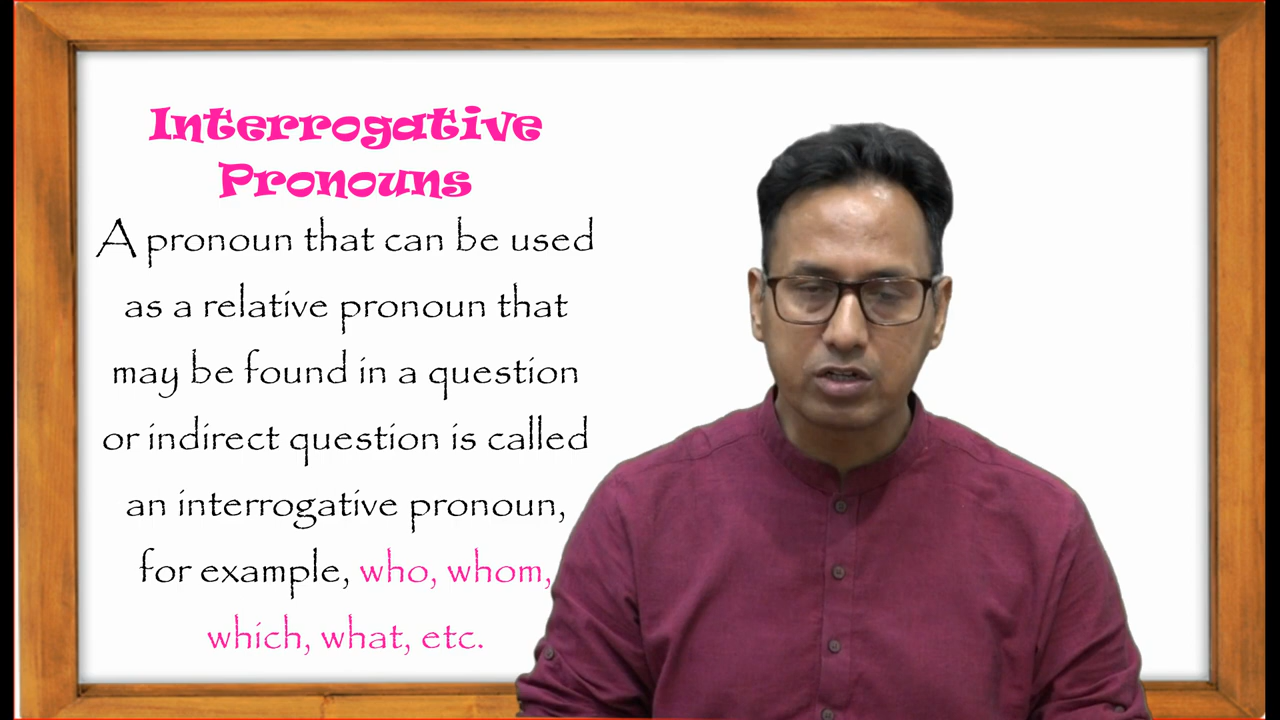 Interrogative
Pronouns
A pronoun that can be used
as a relative pronoun that
may be found in a question
or indirect question is called
an interrogative pronoun,
for example, who, whom,
which, what, etc.